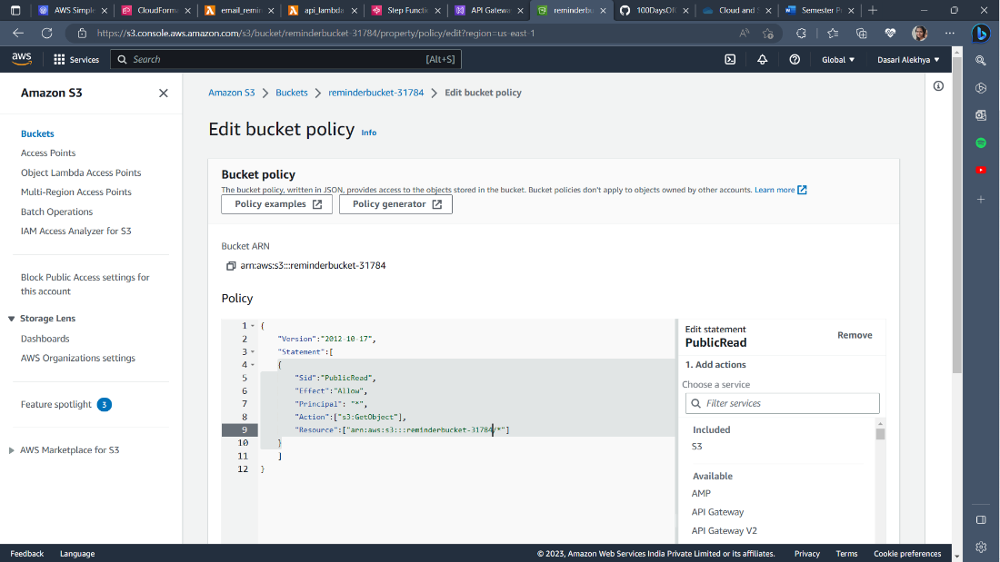 AWS Simple
CloudForma
email_remin
api_lambda
Step Functio
API Gatewa
reminderbu
100DaysOf
Cloud and
Semester Pr
https://s3.console.aws.amazon.com/s3/bucket/reminderbucket-31784/property/policy/edit?region=us-east-1
aws
Services
Search
[Alt+S]
Global
Dasari Alekhya
Amazon S3
Buckets
Access Points
Object Lambda Access Points
Multi-Region Access Points
Batch Operations
IAM Access Analyzer for S3
Block Public Access settings for
this account
Storage Lens
Dashboards
AWS Organizations settings
Feature spotlight 3
AWS Marketplace for S3
Amazon S3 > Buckets > reminderbucket-31784 > Edit bucket policy
Edit bucket policy Info
Bucket policy
The bucket policy, written in JSON, provides access to the objects stored in the bucket. Bucket policies don't apply to objects owned by other accounts. Learn more
Policy examples
Policy generator
Bucket ARN
arn:aws:s3:::reminderbucket-31784
Policy
1 {
2 "Version":"2012-10-17",
3 "Statement":[
4 {
5 "Sid":"PublicRead",
6 "Effect":"Allow",
7 "Principal": "*",
8 "Action":["s3:GetObject"],
9 "Resource":["arn:aws:s3:::reminderbucket-31784/*"]
10 }
11 ]
12 }
Edit statement
PublicRead
Remove
1. Add actions
Choose a service
Filter services
Included
S3
Available
AMP
API Gateway
API Gateway V2
Feedback
Language
© 2023, Amazon Web Services India Private Limited or its affiliates.
Privacy
Terms
Cookie preferences